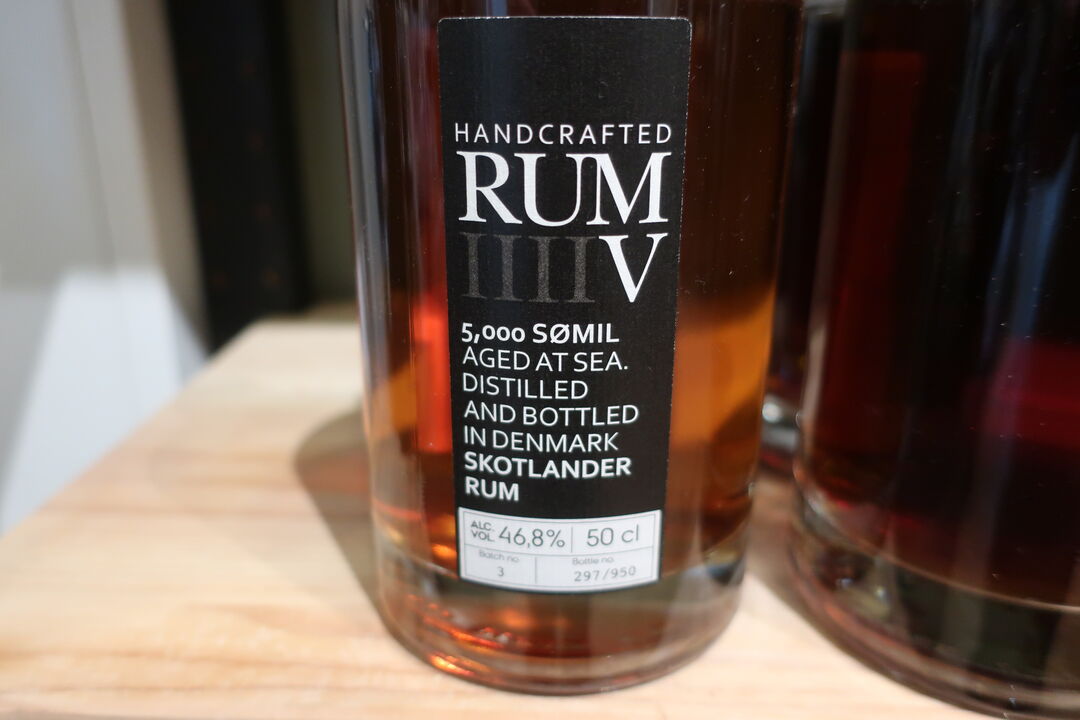 HANDCRAFTED
RUM
IIIIV
5,000 SØMIL
AGED AT SEA.
DISTILLED
AND BOTTLED
IN DENMARK
SKOTLANDER
RUM
ALC. VOL. 46,8% 50 cl
Batch no. Bottle no.
3 297/950